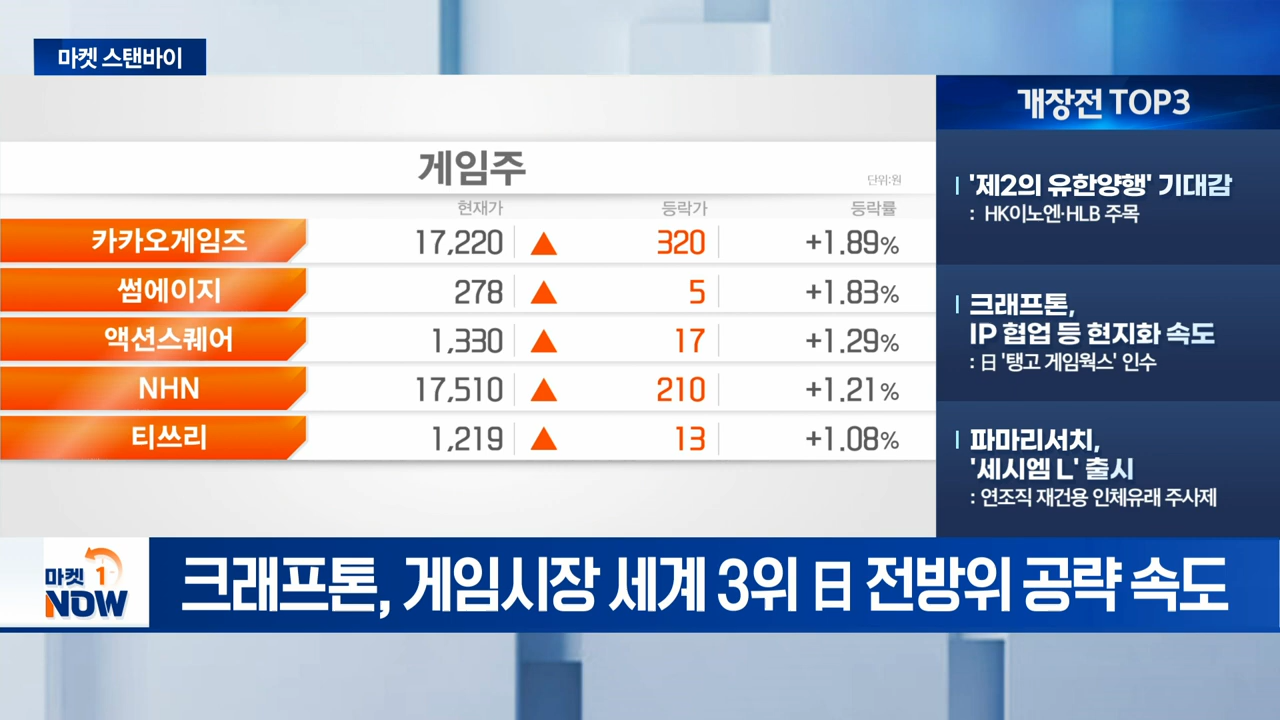 마켓 스탠바이
게임주
단위:원
현재가 등락가 등락률
카카오게임즈 17,220 ▲ 320 +1.89%
썸에이지 278 ▲ 5 +1.83%
액션스퀘어 1,330 ▲ 17 +1.29%
NHN 17,510 ▲ 210 +1.21%
티쓰리 1,219 ▲ 13 +1.08%
개장전 TOP3
'제2의 유한양행' 기대감
: HK이노엔·HLB 주목
크래프톤,
IP 협업 등 현지화 속도
: 日 '탱고 게임웍스' 인수
파마리서치,
'세시엠 L' 출시
: 연조직 재건용 인체유래 주사제
마켓 1
NOW
크래프톤, 게임시장 세계 3위 日 전방위 공략 속도